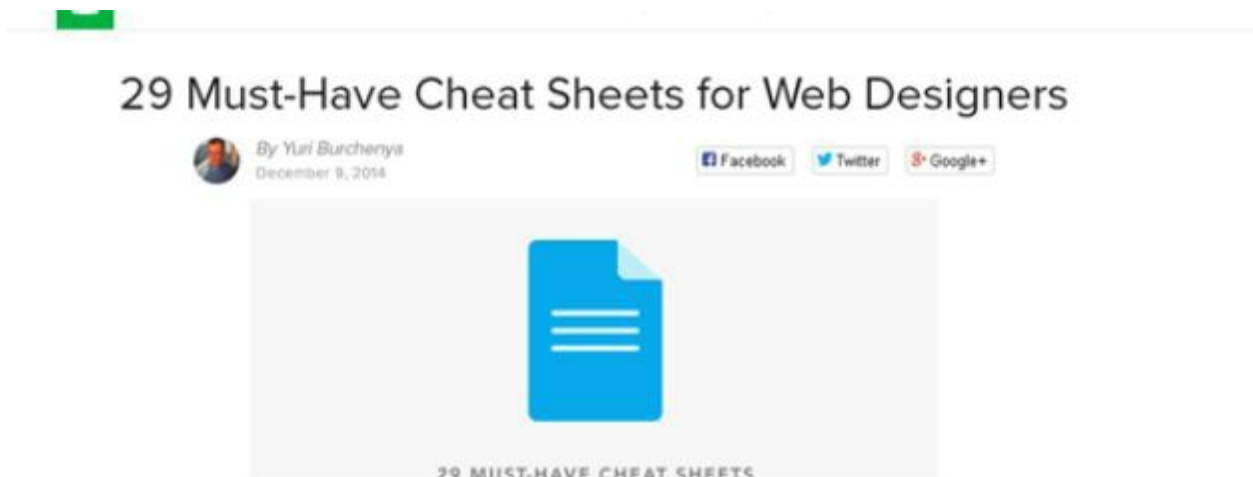 29 Must-Have Cheat Sheets for Web Designers
By Yuri Burchenya
December 9, 2014
Facebook Twitter Google+
29 MUST-HAVE CHEAT SHEETS